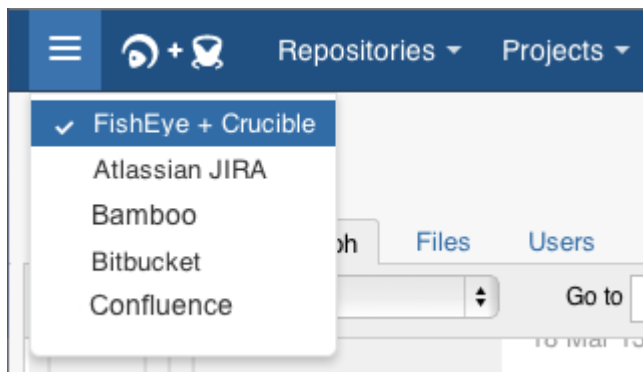 + Repositories Projects
FishEye + Crucible
Atlassian JIRA
Bamboo
Bitbucket
Confluence
Files Users
Go to